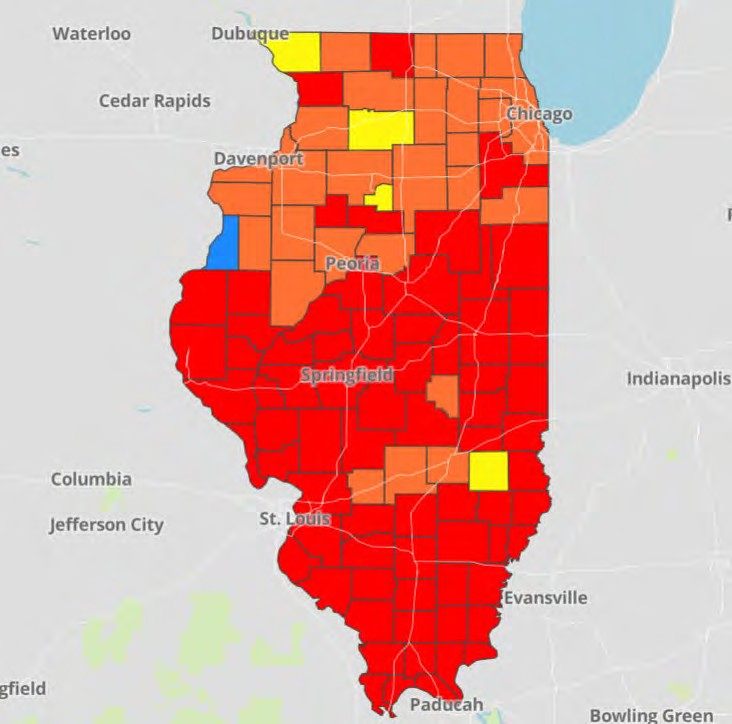 Waterloo
Dubuque
Cedar Rapids
Chicago
es
Davenport
Peoria
Springfield
Indianapolis
Columbia
Jefferson City
St. Louis
Evansville
gfield
Paducah
Bowling Green